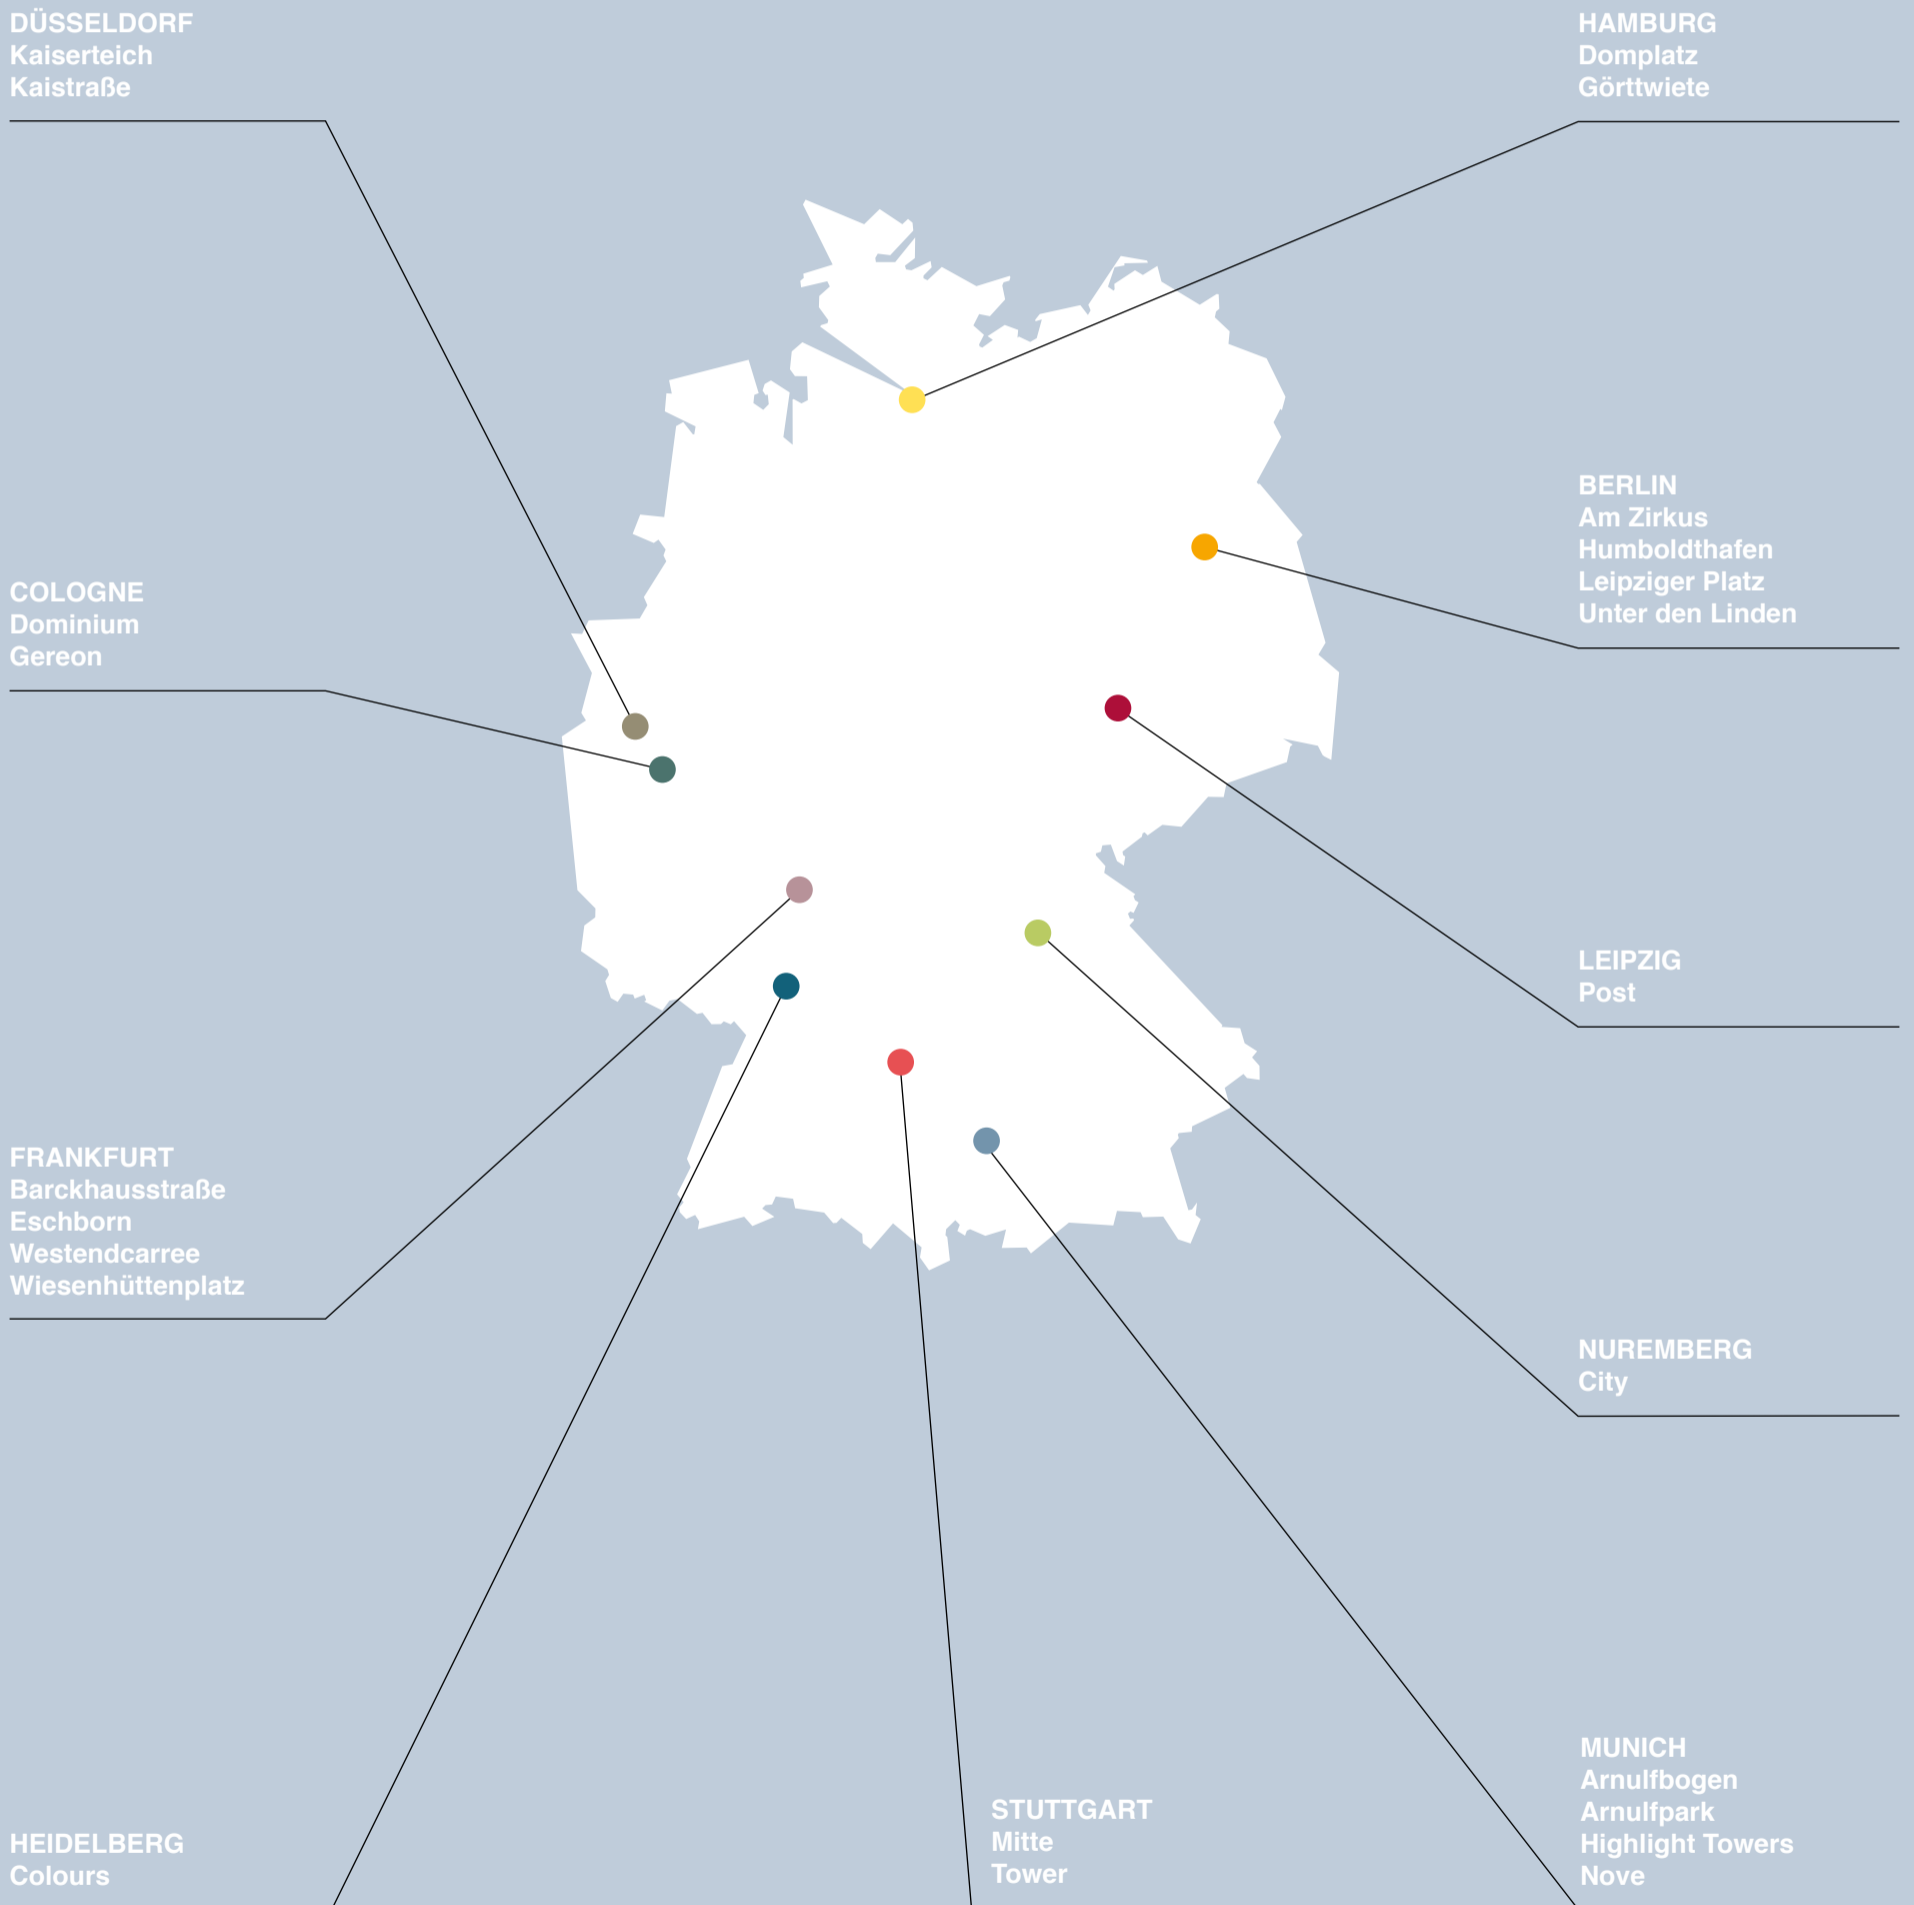 DÜSSELDORF
Kaiserteich
Kaistraße
HAMBURG
Domplatz
Görttwiete
BERLIN
Am Zirkus
Humboldthafen
Leipziger Platz
Unter den Linden
COLOGNE
Dominium
Gereon
LEIPZIG
Post
FRANKFURT
Barckhausstraße
Eschborn
Westendcarree
Wiesenhüttenplatz
NUREMBERG
City
MUNICH
Arnulfbogen
Arnulfpark
Highlight Towers
Nove
STUTTGART
Mitte
Tower
HEIDELBERG
Colours